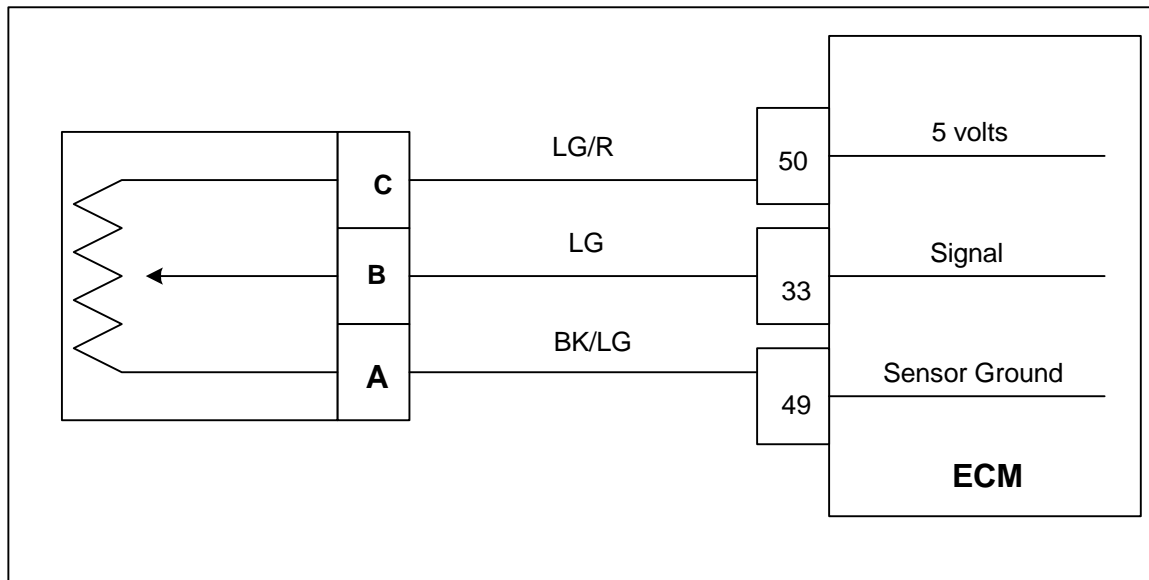 5 volts
LG/R
50
C
LG
Signal
B
33
BK/LG
A
Sensor Ground
49
ECM